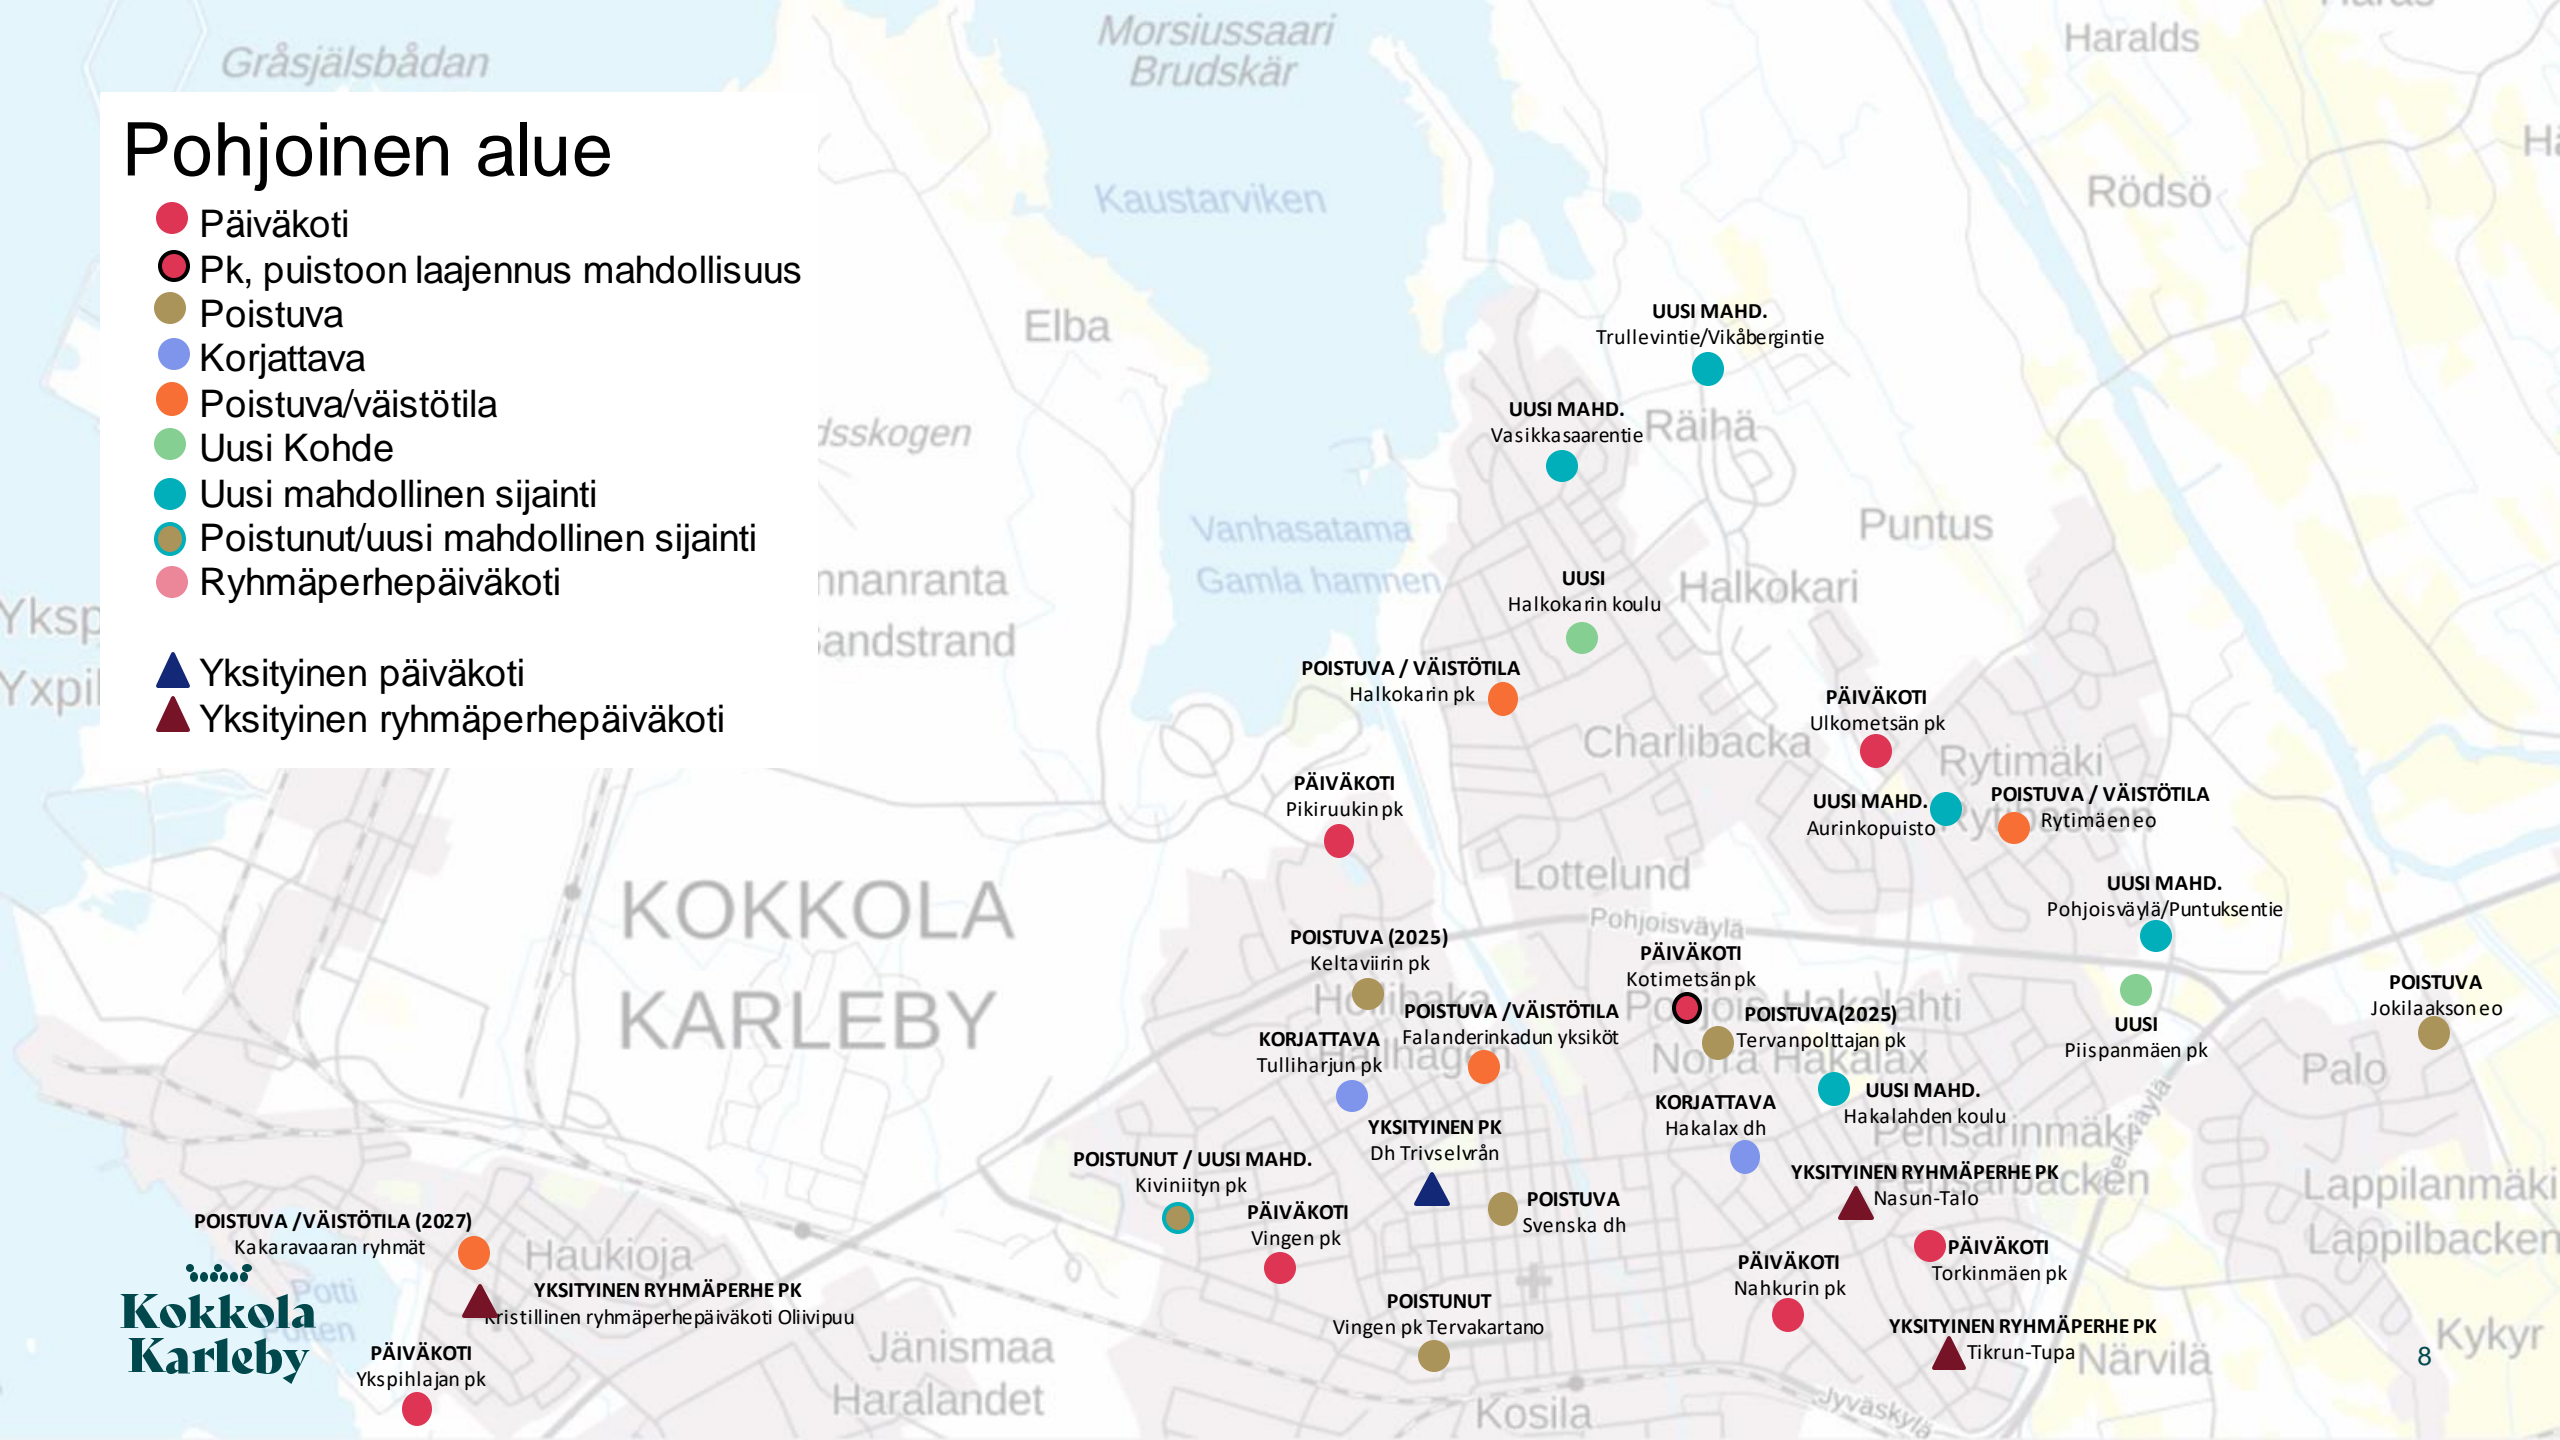 Pohjoinen alue
Päiväkoti
Pk, puistoon laajennus mahdollisuus
Poistuva
Korjattava
Poistuva/väistötila
Uusi Kohde
Uusi mahdollinen sijainti
Poistunut/uusi mahdollinen sijainti
Ryhmäperhepäiväkoti
Yksityinen päiväkoti
Yksityinen ryhmäperhepäiväkoti
Gråsjälsbådan
Morsiussaari
Brudskär
Haralds
Kaustarviken
Rödsö
Elba
UUSI MAHD.
Trullevintie/Vikåbergintie
UUSI MAHD.
Vasikkasaarentie
Räihä
Vanhasatama
Gamla hamnen
Puntus
UUSI
Halkokarin koulu
Halkokari
POISTUVA / VÄISTÖTILA
Halkokarin pk
PÄIVÄKOTI
Ulkometsän pk
Charlibacka
Rytimäki
PÄIVÄKOTI
Pikiruukin pk
UUSI MAHD.
Aurinkopuisto
POISTUVA / VÄISTÖTILA
Rytimäen eo
KOKKOLA
KARLEBY
Lottelund
Pohjoisväylä
UUSI MAHD.
Pohjoisväylä/Puntuksentie
POISTUVA (2025)
Keltaviirin pk
PÄIVÄKOTI
Kotimetsän pk
POISTUVA
Jokilaakson eo
POISTUVA /VÄISTÖTILA
Falanderinkadun yksiköt
POISTUVA(2025)
Tervanpolttajan pk
Norra Hakalax
UUSI
Piispanmäen pk
Palo
KORJATTAVA
Tulliharjun pk
UUSI MAHD.
Hakalahden koulu
KORJATTAVA
Hakalax dh
Pensarinmäki
YKSITYINEN PK
Dh Trivselvrån
POISTUNUT / UUSI MAHD.
Kiviniityn pk
YKSITYINEN RYHMÄPERHE PK
Nasun-Talo
Lappilanmäki
Lappilbacken
POISTUVA
Svenska dh
PÄIVÄKOTI
Vingen pk
POISTUVA /VÄISTÖTILA (2027)
Kakaravaaran ryhmät
Haukioja
PÄIVÄKOTI
Torkinmäen pk
PÄIVÄKOTI
Nahkurin pk
Potti
YKSITYINEN RYHMÄPERHE PK
Kristillinen ryhmäperhepäiväkoti Oliivipuu
Kokkola
Karleby
POISTUNUT
Vingen pk Tervakartano
YKSITYINEN RYHMÄPERHE PK
Tikrun-Tupa
Närvilä
Kykyr
8
PÄIVÄKOTI
Ykspihlajan pk
Jänismaa
Haralandet
Kosila
Jyväskylä